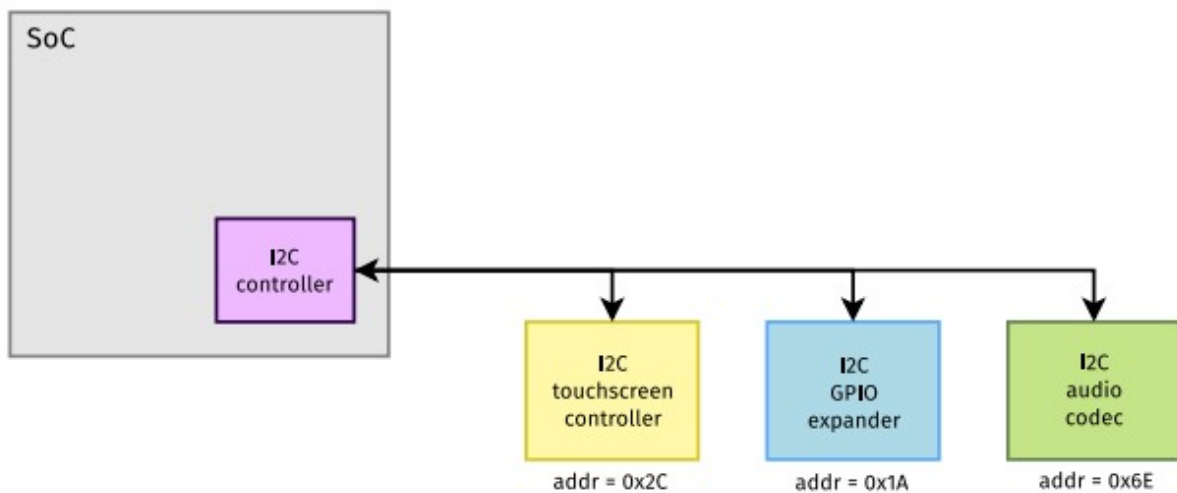 SoC
I2C
controller
I2C
touchscreen
controller
I2C
GPIO
expander
I2C
audio
codec
addr = 0x2C
addr = 0x1A
addr = 0x6E